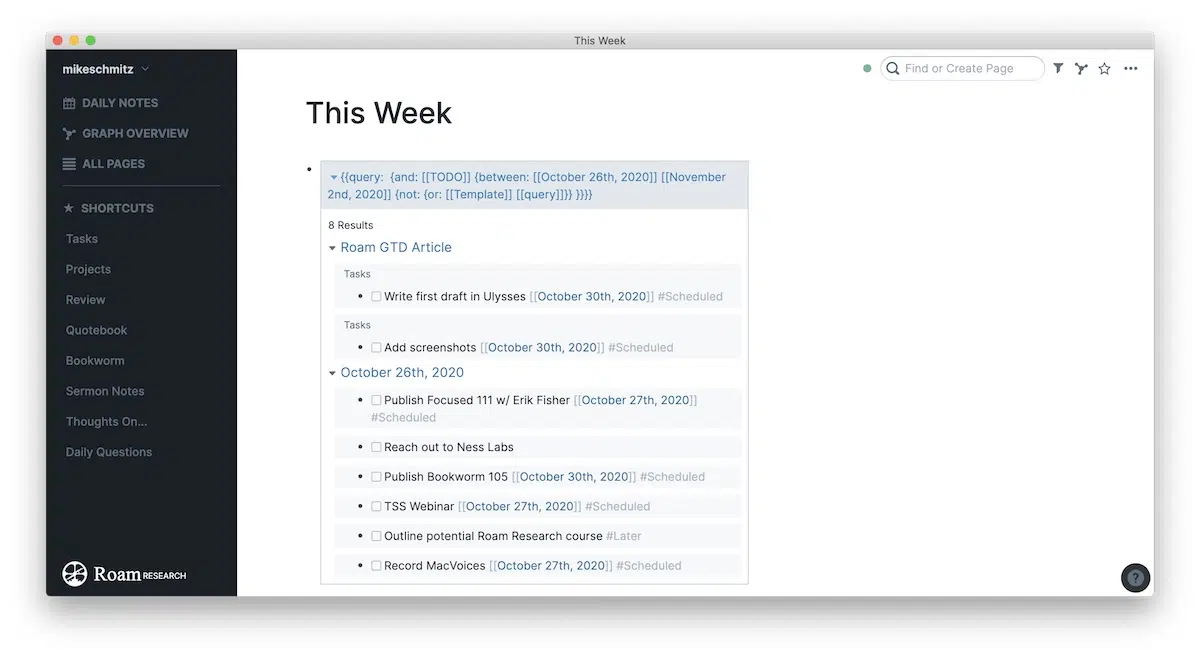 This Week
mikeschmitz
Find or Create Page
DAILY NOTES
GRAPH OVERVIEW
ALL PAGES
SHORTCUTS
Tasks
Projects
Review
Quotebook
Bookworm
Sermon Notes
Thoughts On...
Daily Questions
Roam RESEARCH
This Week
{{query: {and: [[TODO]] {between: [[October 26th, 2020]] [[November
2nd, 2020]] {not: {or: [[Template]] [[query]]}} }}}}
8 Results
Roam GTD Article
Tasks
Write first draft in Ulysses [[October 30th, 2020]] #Scheduled
Tasks
Add screenshots [[October 30th, 2020]] #Scheduled
October 26th, 2020
Publish Focused 111 w/ Erik Fisher [[October 27th, 2020]]
#Scheduled
Reach out to Ness Labs
Publish Bookworm 105 [[October 30th, 2020]] #Scheduled
TSS Webinar [[October 27th, 2020]] #Scheduled
Outline potential Roam Research course #Later
Record MacVoices [[October 27th, 2020]] #Scheduled
?